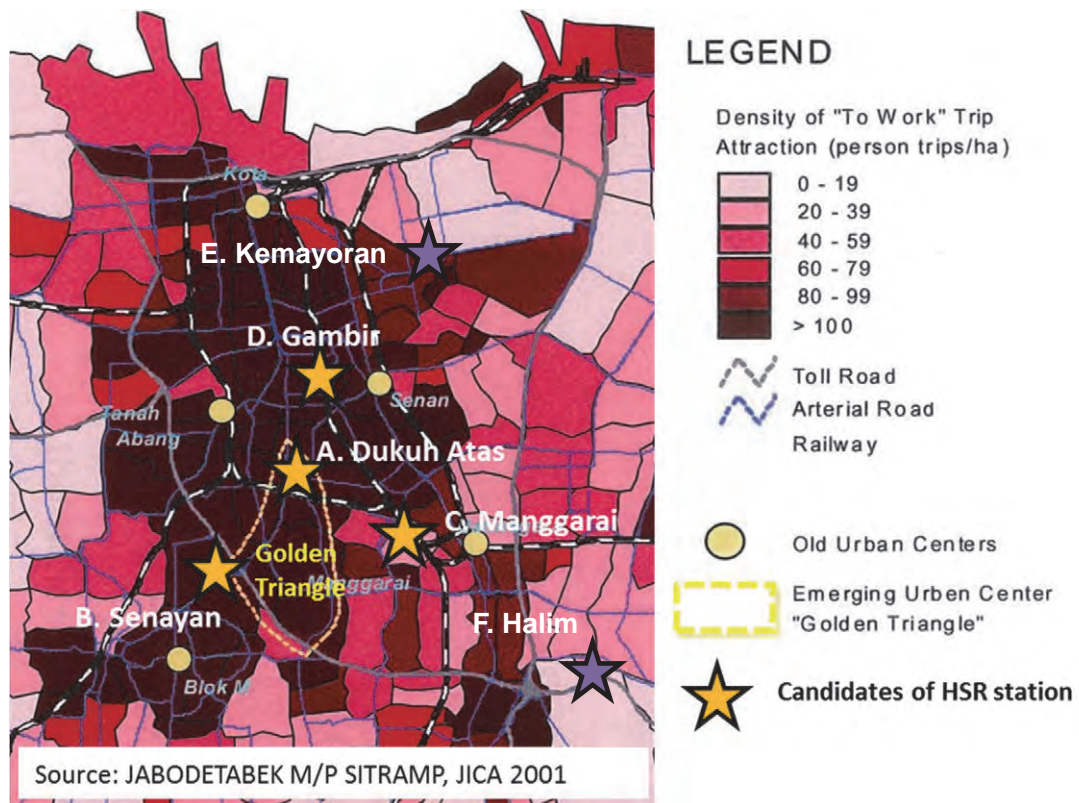 Kota
E. Kemayoran
D. Gambir
Senan
Tanah
Abang
A. Dukuh Atas
C. Manggarai
Golden
Triangle
Manggarai
B. Senayan
F. Halim
Blok M
Source: JABODETABEK M/P SITRAMP, JICA 2001
LEGEND
Density of "To Work" Trip
Attraction (person trips/ha)
0 - 19
20 - 39
40 - 59
60 - 79
80 - 99
> 100
Toll Road
Arterial Road
Railway
Old Urban Centers
Emerging Urben Center
"Golden Triangle"
Candidates of HSR station